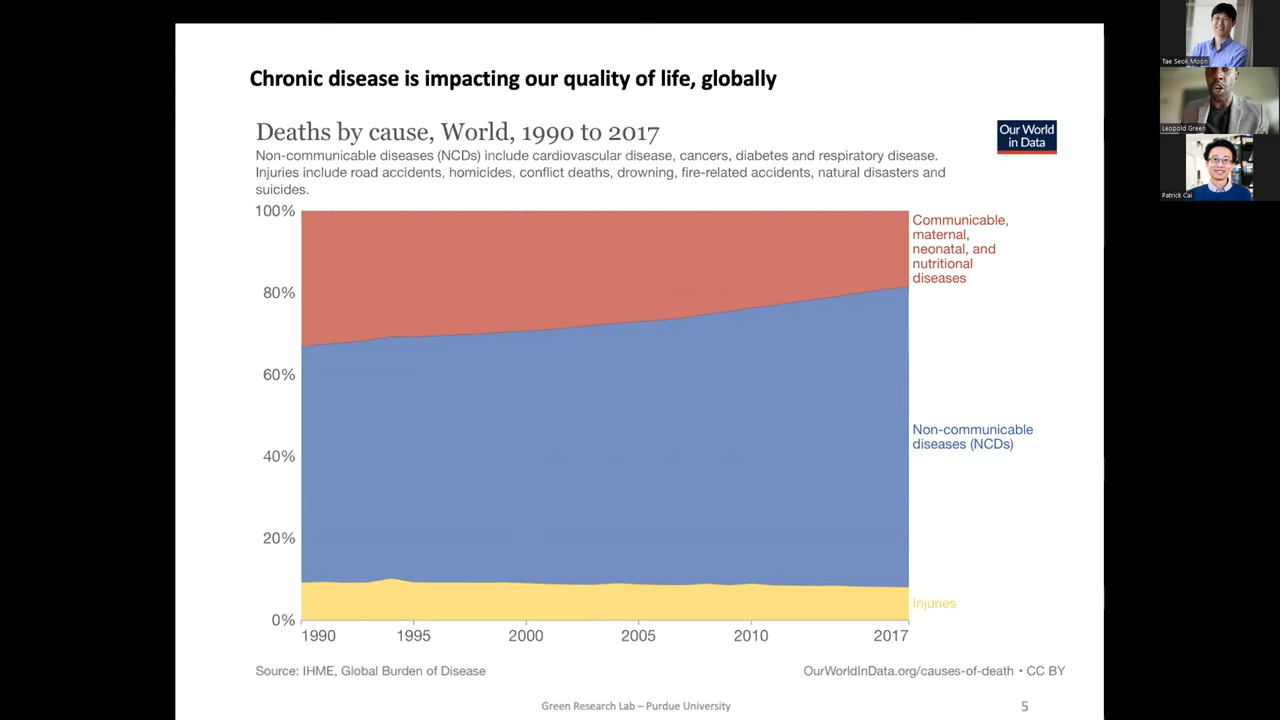 Chronic disease is impacting our quality of life, globally
Deaths by cause, World, 1990 to 2017
Our World
in Data
Non-communicable diseases (NCDs) include cardiovascular disease, cancers, diabetes and respiratory disease.
Injuries include road accidents, homicides, conflict deaths, drowning, fire-related accidents, natural disasters and
suicides.
100%
80%
60%
40%
20%
0%
Communicable,
maternal,
neonatal, and
nutritional
diseases
Non-communicable
diseases (NCDs)
Injuries
1990
1995
2000
2005
2010
2017
Source: IHME, Global Burden of Disease
OurWorldInData.org/causes-of-death • CC BY
Green Research Lab – Purdue University
5
Tae Seok Moon
Leopold Green
Patrick Cai